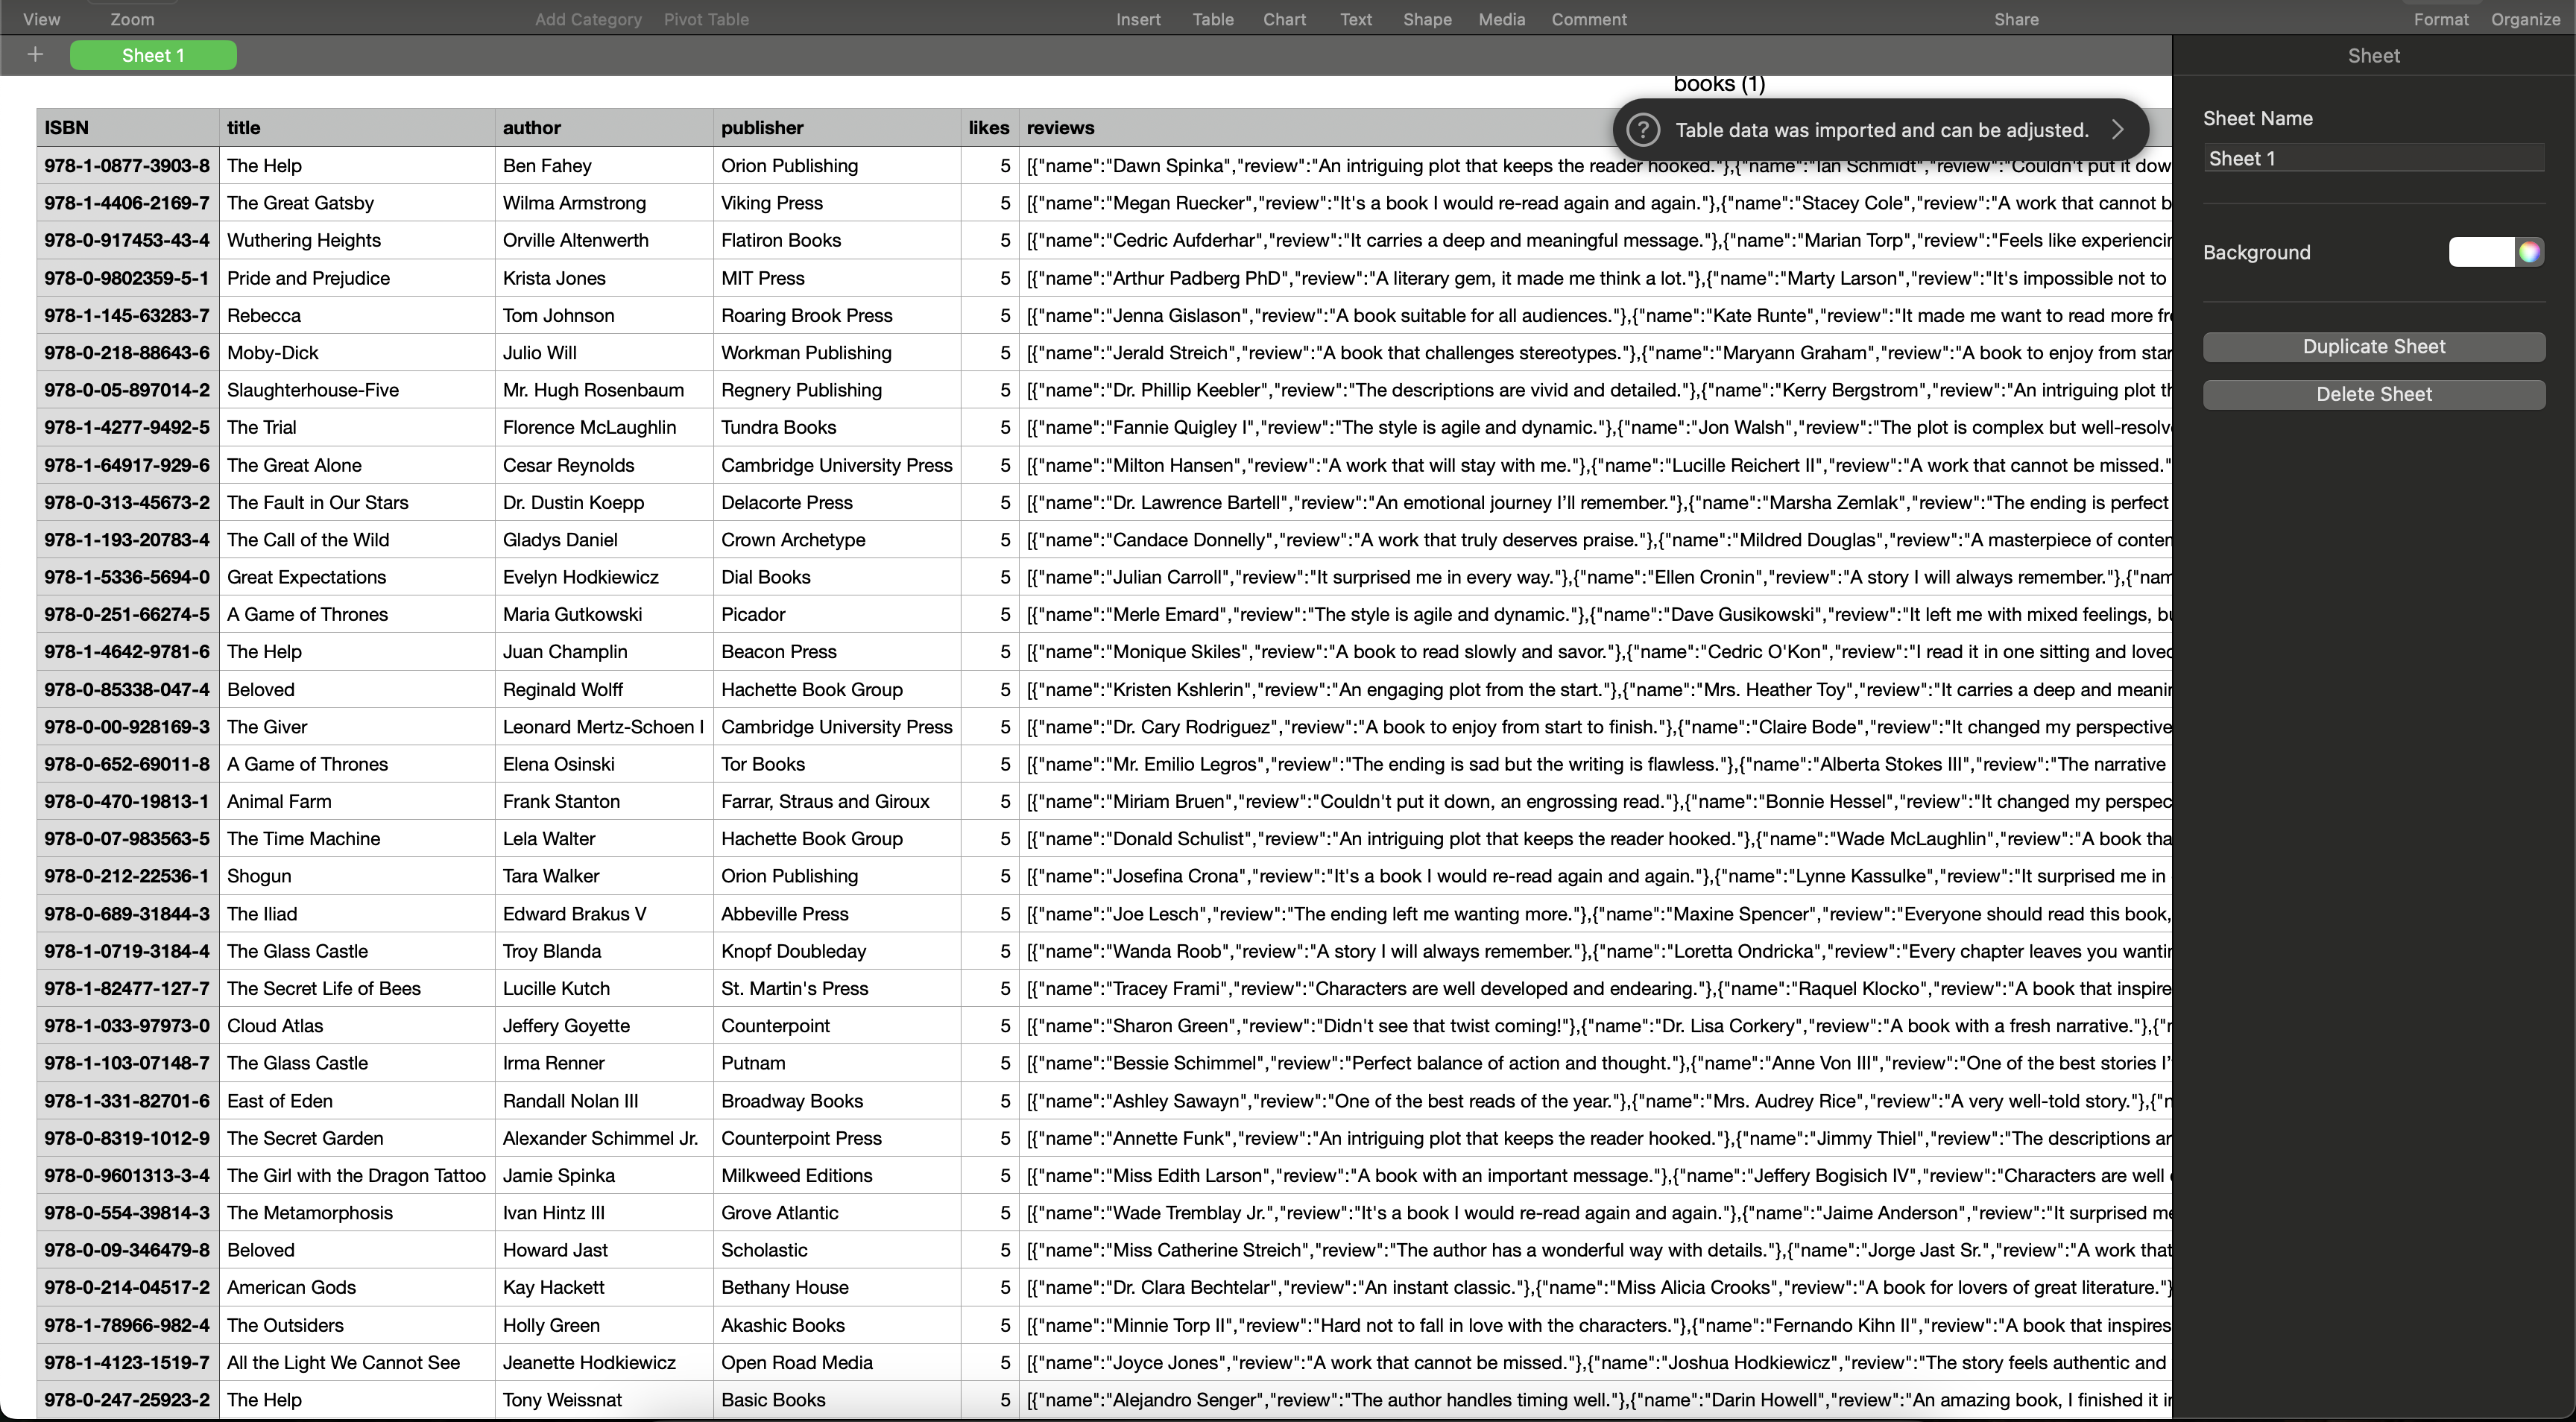 View Zoom Add Category Pivot Table Insert Table Chart Text Shape Media Comment Share Format Organize
+ Sheet 1 Sheet
books (1)
Table data was imported and can be adjusted.
Sheet Name
Sheet 1
Background
Duplicate Sheet
Delete Sheet
ISBN title author publisher likes reviews
978-1-0877-3903-8 The Help Ben Fahey Orion Publishing 5 [{"name":"Dawn Spinka","review":"An intriguing plot that keeps the reader hooked."},{"name":"Ian Schmidt","review":"Couldn't put it dow
978-1-4406-2169-7 The Great Gatsby Wilma Armstrong Viking Press 5 [{"name":"Megan Ruecker","review":"It's a book I would re-read again and again."},{"name":"Stacey Cole","review":"A work that cannot b
978-0-917453-43-4 Wuthering Heights Orville Altenwerth Flatiron Books 5 [{"name":"Cedric Aufderhar","review":"It carries a deep and meaningful message."},{"name":"Marian Torp","review":"Feels like experiencin
978-0-9802359-5-1 Pride and Prejudice Krista Jones MIT Press 5 [{"name":"Arthur Padberg PhD","review":"A literary gem, it made me think a lot."},{"name":"Marty Larson","review":"It's impossible not to
978-1-145-63283-7 Rebecca Tom Johnson Roaring Brook Press 5 [{"name":"Jenna Gislason","review":"A book suitable for all audiences."},{"name":"Kate Runte","review":"It made me want to read more fr
978-0-218-88643-6 Moby-Dick Julio Will Workman Publishing 5 [{"name":"Jerald Streich","review":"A book that challenges stereotypes."},{"name":"Maryann Graham","review":"A book to enjoy from star
978-0-05-897014-2 Slaughterhouse-Five Mr. Hugh Rosenbaum Regnery Publishing 5 [{"name":"Dr. Phillip Keebler","review":"The descriptions are vivid and detailed."},{"name":"Kerry Bergstrom","review":"An intriguing plot th
978-1-4277-9492-5 The Trial Florence McLaughlin Tundra Books 5 [{"name":"Fannie Quigley I","review":"The style is agile and dynamic."},{"name":"Jon Walsh","review":"The plot is complex but well-resolv
978-1-64917-929-6 The Great Alone Cesar Reynolds Cambridge University Press 5 [{"name":"Milton Hansen","review":"A work that will stay with me."},{"name":"Lucille Reichert II","review":"A work that cannot be missed."
978-0-313-45673-2 The Fault in Our Stars Dr. Dustin Koepp Delacorte Press 5 [{"name":"Dr. Lawrence Bartell","review":"An emotional journey I’ll remember."},{"name":"Marsha Zemlak","review":"The ending is perfect
978-1-193-20783-4 The Call of the Wild Gladys Daniel Crown Archetype 5 [{"name":"Candace Donnelly","review":"A work that truly deserves praise."},{"name":"Mildred Douglas","review":"A masterpiece of conten
978-1-5336-5694-0 Great Expectations Evelyn Hodkiewicz Dial Books 5 [{"name":"Julian Carroll","review":"It surprised me in every way."},{"name":"Ellen Cronin","review":"A story I will always remember."},{"nam
978-0-251-66274-5 A Game of Thrones Maria Gutkowski Picador 5 [{"name":"Merle Emard","review":"The style is agile and dynamic."},{"name":"Dave Gusikowski","review":"It left me with mixed feelings, bu
978-1-4642-9781-6 The Help Juan Champlin Beacon Press 5 [{"name":"Monique Skiles","review":"A book to read slowly and savor."},{"name":"Cedric O'Kon","review":"I read it in one sitting and loved
978-0-85338-047-4 Beloved Reginald Wolff Hachette Book Group 5 [{"name":"Kristen Kshlerin","review":"An engaging plot from the start."},{"name":"Mrs. Heather Toy","review":"It carries a deep and meanin
978-0-00-928169-3 The Giver Leonard Mertz-Schoen I Cambridge University Press 5 [{"name":"Dr. Cary Rodriguez","review":"A book to enjoy from start to finish."},{"name":"Claire Bode","review":"It changed my perspective
978-0-652-69011-8 A Game of Thrones Elena Osinski Tor Books 5 [{"name":"Mr. Emilio Legros","review":"The ending is sad but the writing is flawless."},{"name":"Alberta Stokes III","review":"The narrative
978-0-470-19813-1 Animal Farm Frank Stanton Farrar, Straus and Giroux 5 [{"name":"Miriam Bruen","review":"Couldn't put it down, an engrossing read."},{"name":"Bonnie Hessel","review":"It changed my perspec
978-0-07-983563-5 The Time Machine Lela Walter Hachette Book Group 5 [{"name":"Donald Schulist","review":"An intriguing plot that keeps the reader hooked."},{"name":"Wade McLaughlin","review":"A book tha
978-0-212-22536-1 Shogun Tara Walker Orion Publishing 5 [{"name":"Josefina Crona","review":"It's a book I would re-read again and again."},{"name":"Lynne Kassulke","review":"It surprised me in
978-0-689-31844-3 The Iliad Edward Brakus V Abbeville Press 5 [{"name":"Joe Lesch","review":"The ending left me wanting more."},{"name":"Maxine Spencer","review":"Everyone should read this book,
978-1-0719-3184-4 The Glass Castle Troy Blanda Knopf Doubleday 5 [{"name":"Wanda Roob","review":"A story I will always remember."},{"name":"Loretta Ondricka","review":"Every chapter leaves you wantin
978-1-82477-127-7 The Secret Life of Bees Lucille Kutch St. Martin's Press 5 [{"name":"Tracey Frami","review":"Characters are well developed and endearing."},{"name":"Raquel Klocko","review":"A book that inspire
978-1-033-97973-0 Cloud Atlas Jeffery Goyette Counterpoint 5 [{"name":"Sharon Green","review":"Didn't see that twist coming!"},{"name":"Dr. Lisa Corkery","review":"A book with a fresh narrative."},{"n
978-1-103-07148-7 The Glass Castle Irma Renner Putnam 5 [{"name":"Bessie Schimmel","review":"Perfect balance of action and thought."},{"name":"Anne Von III","review":"One of the best stories I’
978-1-331-82701-6 East of Eden Randall Nolan III Broadway Books 5 [{"name":"Ashley Sawayn","review":"One of the best reads of the year."},{"name":"Mrs. Audrey Rice","review":"A very well-told story."},{"n
978-0-8319-1012-9 The Secret Garden Alexander Schimmel Jr. Counterpoint Press 5 [{"name":"Annette Funk","review":"An intriguing plot that keeps the reader hooked."},{"name":"Jimmy Thiel","review":"The descriptions ar
978-0-9601313-3-4 The Girl with the Dragon Tattoo Jamie Spinka Milkweed Editions 5 [{"name":"Miss Edith Larson","review":"A book with an important message."},{"name":"Jeffery Bogisich IV","review":"Characters are well
978-0-554-39814-3 The Metamorphosis Ivan Hintz III Grove Atlantic 5 [{"name":"Wade Tremblay Jr.","review":"It's a book I would re-read again and again."},{"name":"Jaime Anderson","review":"It surprised me
978-0-09-346479-8 Beloved Howard Jast Scholastic 5 [{"name":"Miss Catherine Streich","review":"The author has a wonderful way with details."},{"name":"Jorge Jast Sr.","review":"A work that
978-0-214-04517-2 American Gods Kay Hackett Bethany House 5 [{"name":"Dr. Clara Bechtelar","review":"An instant classic."},{"name":"Miss Alicia Crooks","review":"A book for lovers of great literature."}
978-1-78966-982-4 The Outsiders Holly Green Akashic Books 5 [{"name":"Minnie Torp II","review":"Hard not to fall in love with the characters."},{"name":"Fernando Kihn II","review":"A book that inspires
978-1-4123-1519-7 All the Light We Cannot See Jeanette Hodkiewicz Open Road Media 5 [{"name":"Joyce Jones","review":"A work that cannot be missed."},{"name":"Joshua Hodkiewicz","review":"The story feels authentic and
978-0-247-25923-2 The Help Tony Weissnat Basic Books 5 [{"name":"Alejandro Senger","review":"The author handles timing well."},{"name":"Darin Howell","review":"An amazing book, I finished it in